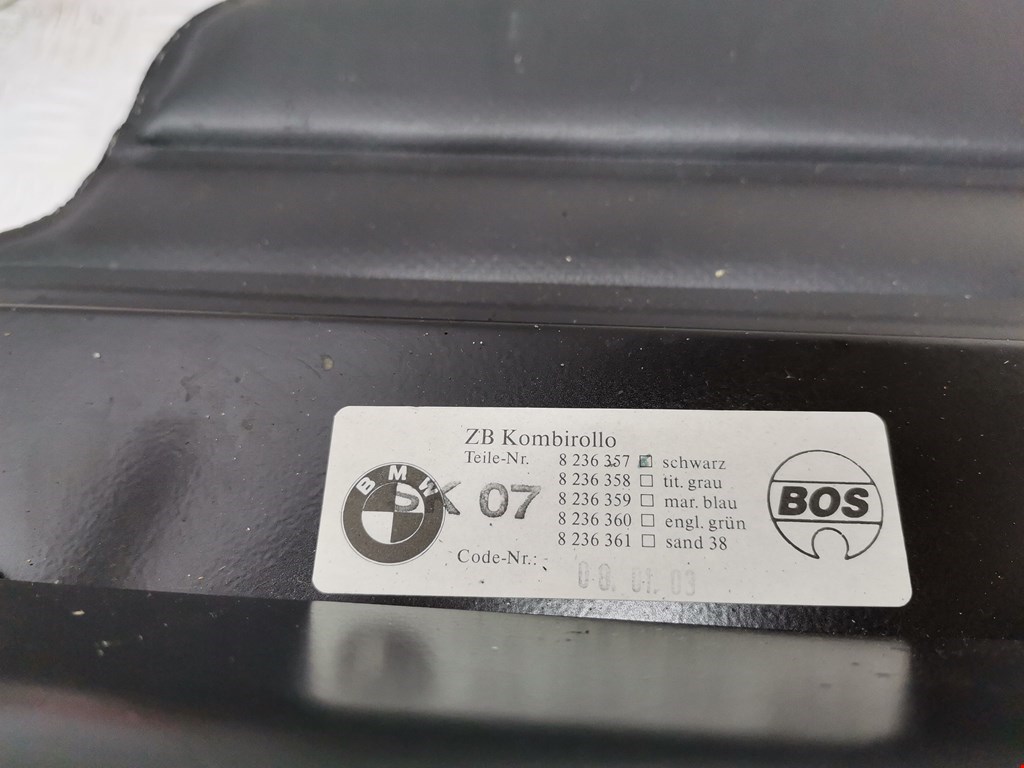 ZB Kombirollo
Teile-Nr. 8 236 357 schwarz
8 236 358 tit. grau
8 236 359 mar. blau
8 236 360 engl. grün
8 236 361 sand 38
BMW
07
BOS
Code-Nr.:
08. 01. 03